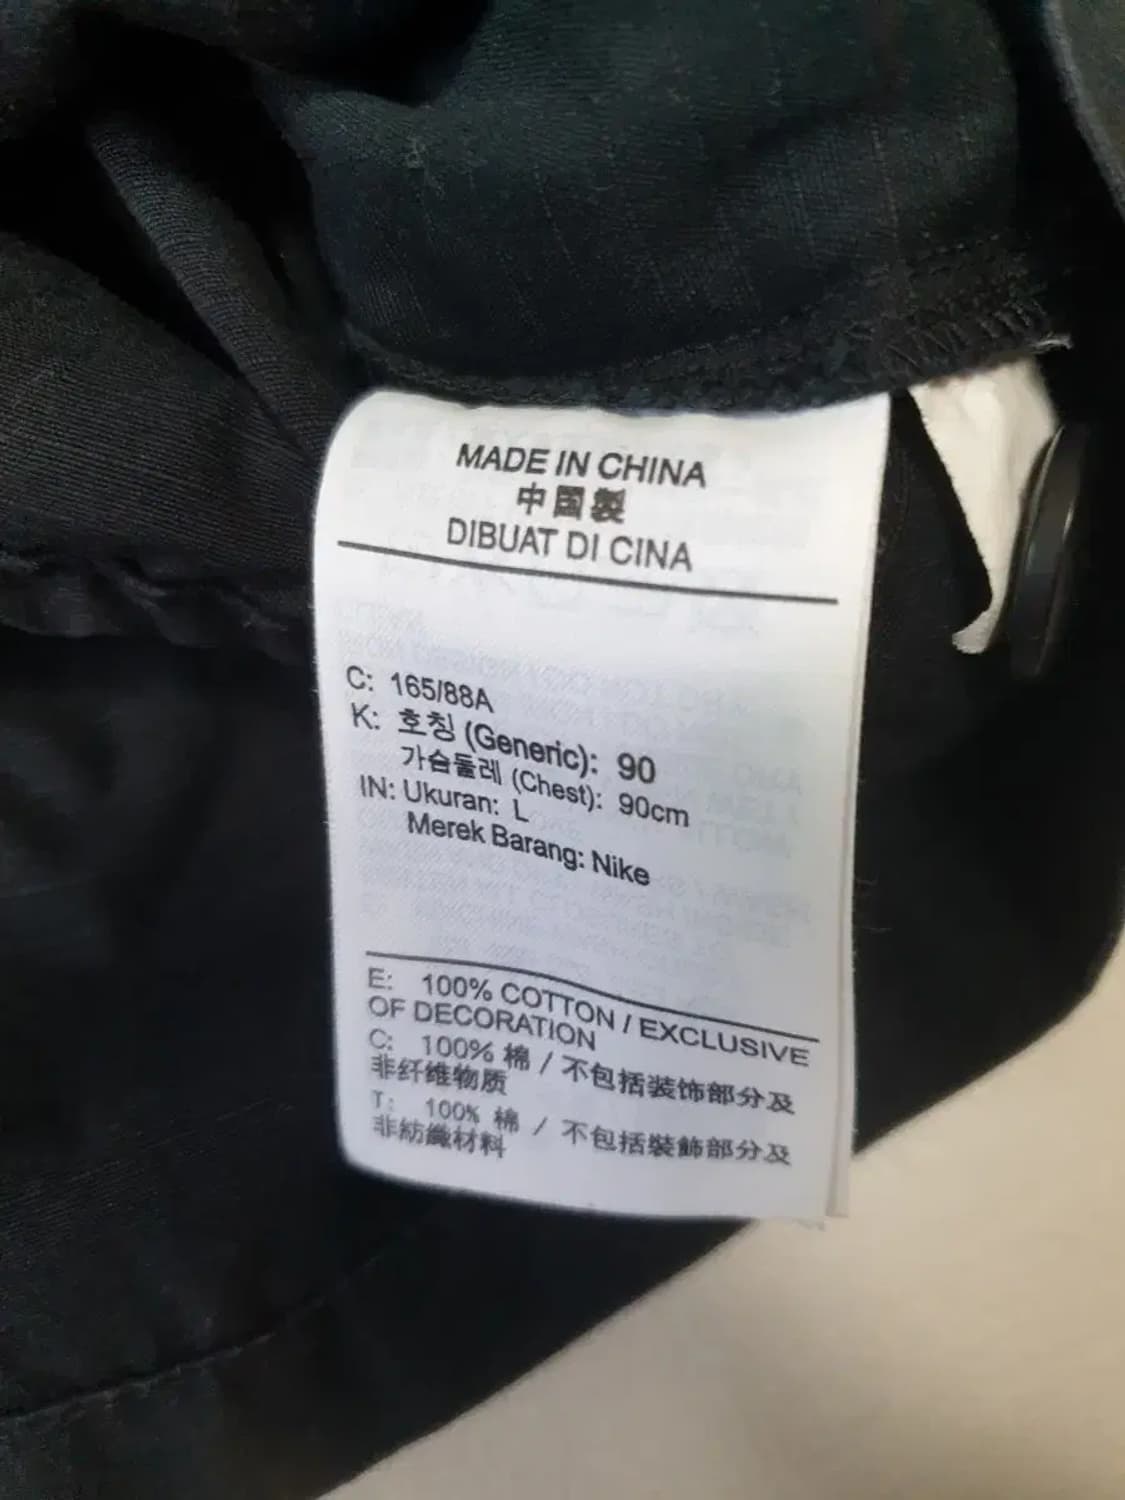 MADE IN CHINA
中国製
DIBUAT DI CINA
C: 165/88A
K: 호칭 (Generic): 90
가슴둘레 (Chest): 90cm
IN: Ukuran: L
Merek Barang: Nike
E: 100% COTTON / EXCLUSIVE
OF DECORATION
C: 100% 棉 / 不包括装饰部分及
非纤维物质
T: 100% 棉 / 不包括裝飾部分及
非紡織材料